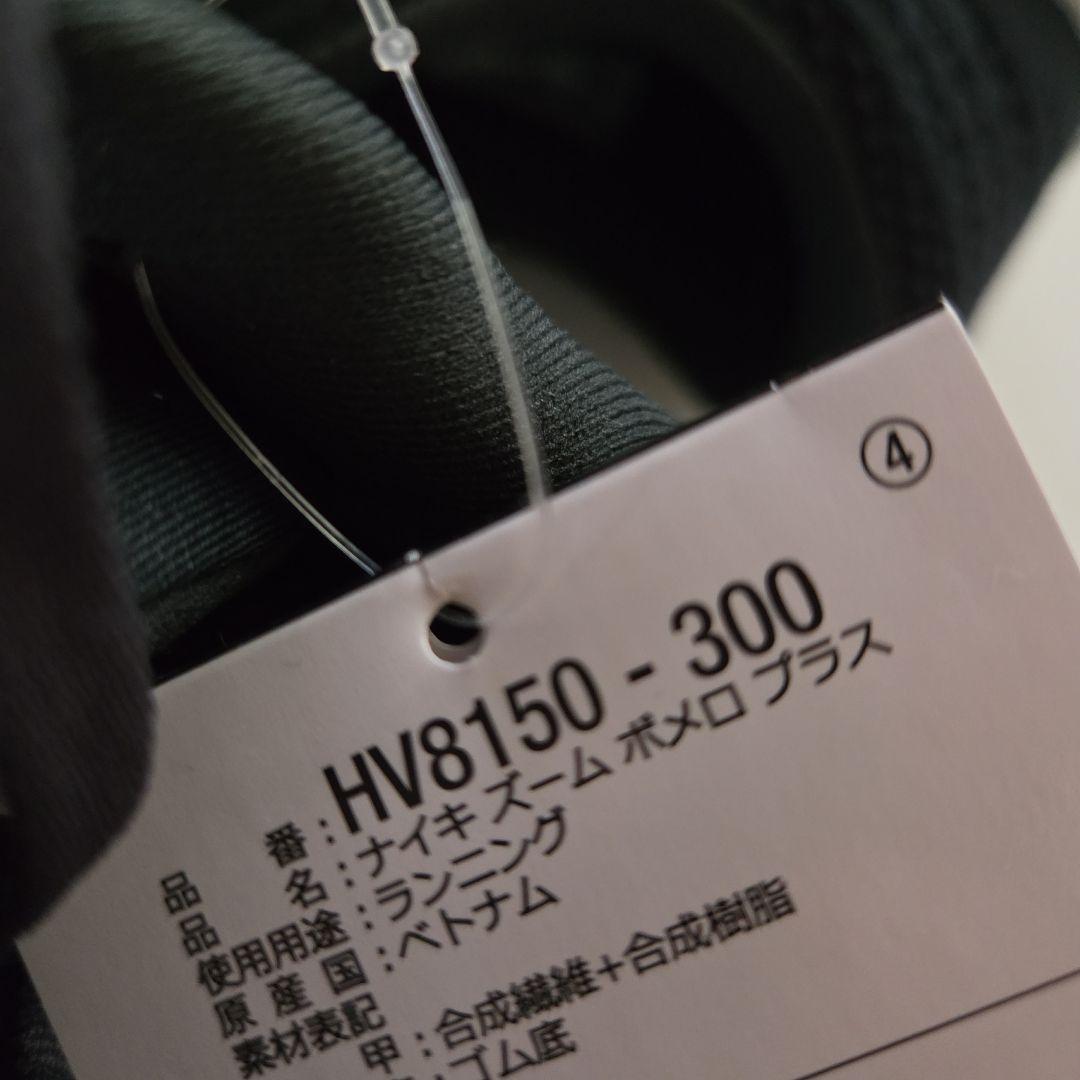 ④
品 番：HV8150 - 300
品 名：ナイキ ズーム ボメロ プラス
使用用途：ランニング
原 産 国：ベトナム
素材表記
甲：合成繊維＋合成樹脂
：ゴム底